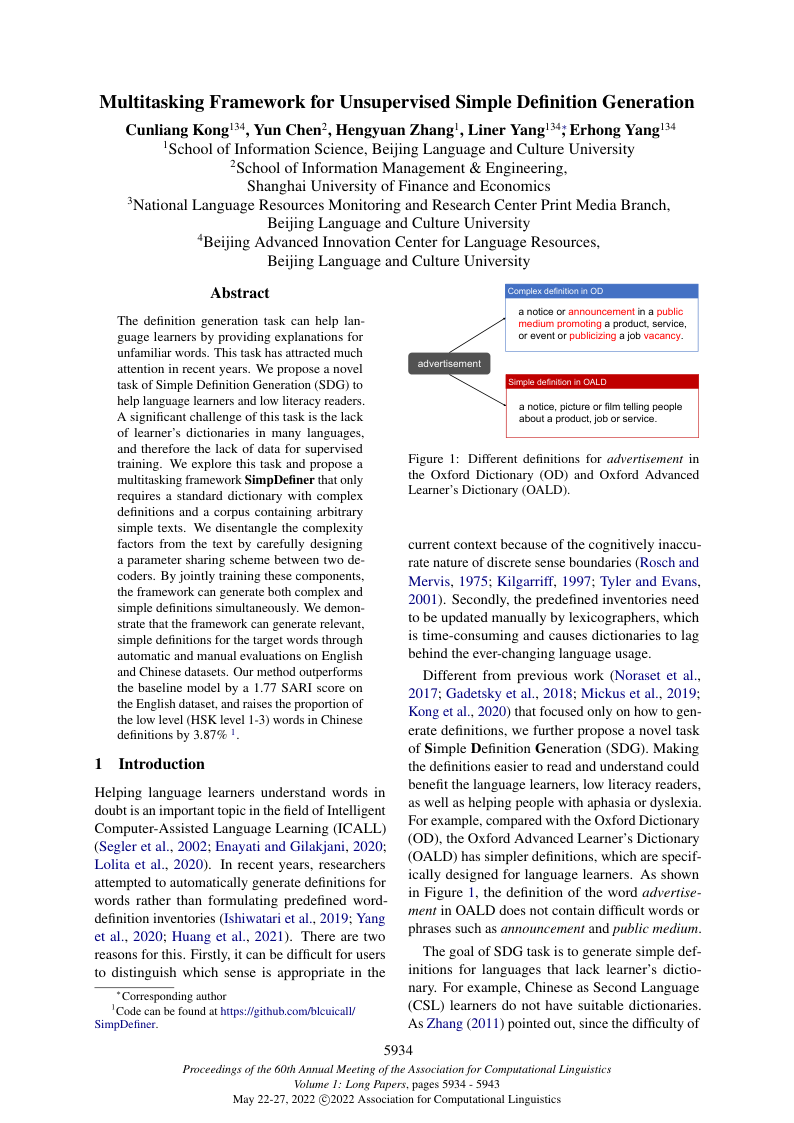 Multitasking Framework for Unsupervised Simple Definition Generation
Cunliang Kong134, Yun Chen2, Hengyuan Zhang1, Liner Yang134∗, Erhong Yang134
1School of Information Science, Beijing Language and Culture University
2School of Information Management & Engineering,
Shanghai University of Finance and Economics
3National Language Resources Monitoring and Research Center Print Media Branch,
Beijing Language and Culture University
4Beijing Advanced Innovation Center for Language Resources,
Beijing Language and Culture University
Abstract
The definition generation task can help lan-
guage learners by providing explanations for
unfamiliar words. This task has attracted much
attention in recent years. We propose a novel
task of Simple Definition Generation (SDG) to
help language learners and low literacy readers.
A significant challenge of this task is the lack
of learner's dictionaries in many languages,
and therefore the lack of data for supervised
training. We explore this task and propose a
multitasking framework SimpDefiner that only
requires a standard dictionary with complex
definitions and a corpus containing arbitrary
simple texts. We disentangle the complexity
factors from the text by carefully designing
a parameter sharing scheme between two de-
coders. By jointly training these components,
the framework can generate both complex and
simple definitions simultaneously. We demon-
strate that the framework can generate relevant,
simple definitions for the target words through
automatic and manual evaluations on English
and Chinese datasets. Our method outperforms
the baseline model by a 1.77 SARI score on
the English dataset, and raises the proportion of
the low level (HSK level 1-3) words in Chinese
definitions by 3.87% 1.
1 Introduction
Helping language learners understand words in
doubt is an important topic in the field of Intelligent
Computer-Assisted Language Learning (ICALL)
(Segler et al., 2002; Enayati and Gilakjani, 2020;
Lolita et al., 2020). In recent years, researchers
attempted to automatically generate definitions for
words rather than formulating predefined word-
definition inventories (Ishiwatari et al., 2019; Yang
et al., 2020; Huang et al., 2021). There are two
reasons for this. Firstly, it can be difficult for users
to distinguish which sense is appropriate in the
∗Corresponding author
1Code can be found at https://github.com/blcuicall/
SimpDefiner.
advertisement
Complex definition in OD
a notice or announcement in a public
medium promoting a product, service,
or event or publicizing a job vacancy.
Simple definition in OALD
a notice, picture or film telling people
about a product, job or service.
Figure 1: Different definitions for advertisement in
the Oxford Dictionary (OD) and Oxford Advanced
Learner's Dictionary (OALD).
current context because of the cognitively inaccu-
rate nature of discrete sense boundaries (Rosch and
Mervis, 1975; Kilgarriff, 1997; Tyler and Evans,
2001). Secondly, the predefined inventories need
to be updated manually by lexicographers, which
is time-consuming and causes dictionaries to lag
behind the ever-changing language usage.
Different from previous work (Noraset et al.,
2017; Gadetsky et al., 2018; Mickus et al., 2019;
Kong et al., 2020) that focused only on how to gen-
erate definitions, we further propose a novel task
of Simple Definition Generation (SDG). Making
the definitions easier to read and understand could
benefit the language learners, low literacy readers,
as well as helping people with aphasia or dyslexia.
For example, compared with the Oxford Dictionary
(OD), the Oxford Advanced Learner's Dictionary
(OALD) has simpler definitions, which are specif-
ically designed for language learners. As shown
in Figure 1, the definition of the word advertise-
ment in OALD does not contain difficult words or
phrases such as announcement and public medium.
The goal of SDG task is to generate simple def-
initions for languages that lack learner's dictio-
nary. For example, Chinese as Second Language
(CSL) learners do not have suitable dictionaries.
As Zhang (2011) pointed out, since the difficulty of
5934
Proceedings of the 60th Annual Meeting of the Association for Computational Linguistics
Volume 1: Long Papers, pages 5934 - 5943
May 22-27, 2022 ©2022 Association for Computational Linguistics